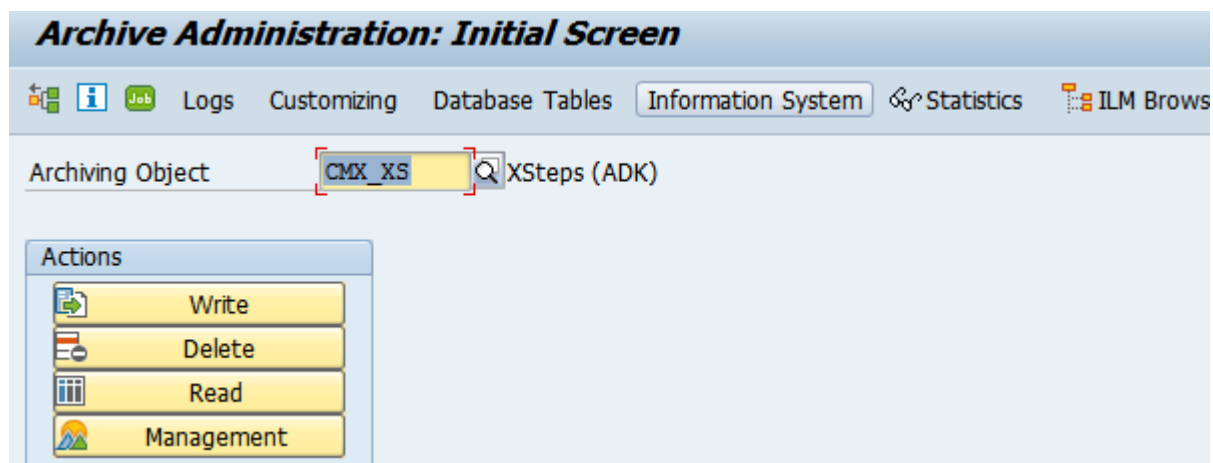 Archive Administration: Initial Screen
Job Logs Customizing Database Tables Information System Statistics ILM Brows
Archiving Object CMX_XS XSteps (ADK)
Actions
Write
Delete
Read
Management